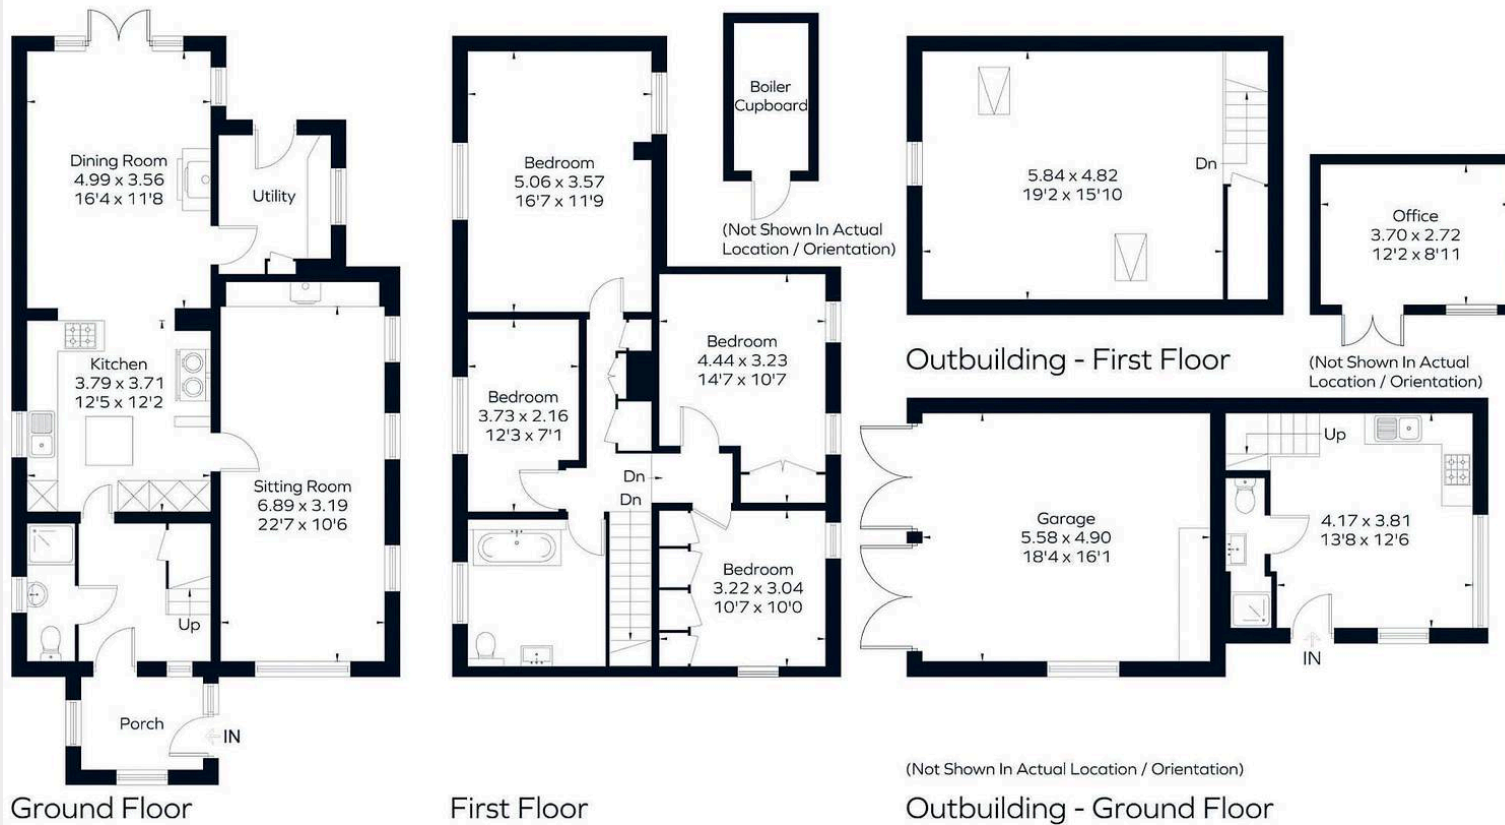 Dining Room
4.99 x 3.56
16'4 x 11'8
Utility
Kitchen
3.79 x 3.71
12'5 x 12'2
Sitting Room
6.89 x 3.19
22'7 x 10'6
Up
Porch
IN
Ground Floor
Bedroom
5.06 x 3.57
16'7 x 11'9
Boiler
Cupboard
(Not Shown In Actual
Location / Orientation)
Bedroom
4.44 x 3.23
14'7 x 10'7
Bedroom
3.73 x 2.16
12'3 x 7'1
Dn
Dn
Bedroom
3.22 x 3.04
10'7 x 10'0
First Floor
5.84 x 4.82
19'2 x 15'10
Dn
Outbuilding - First Floor
Office
3.70 x 2.72
12'2 x 8'11
(Not Shown In Actual
Location / Orientation)
Garage
5.58 x 4.90
18'4 x 16'1
Up
4.17 x 3.81
13'8 x 12'6
IN
(Not Shown In Actual Location / Orientation)
Outbuilding - Ground Floor